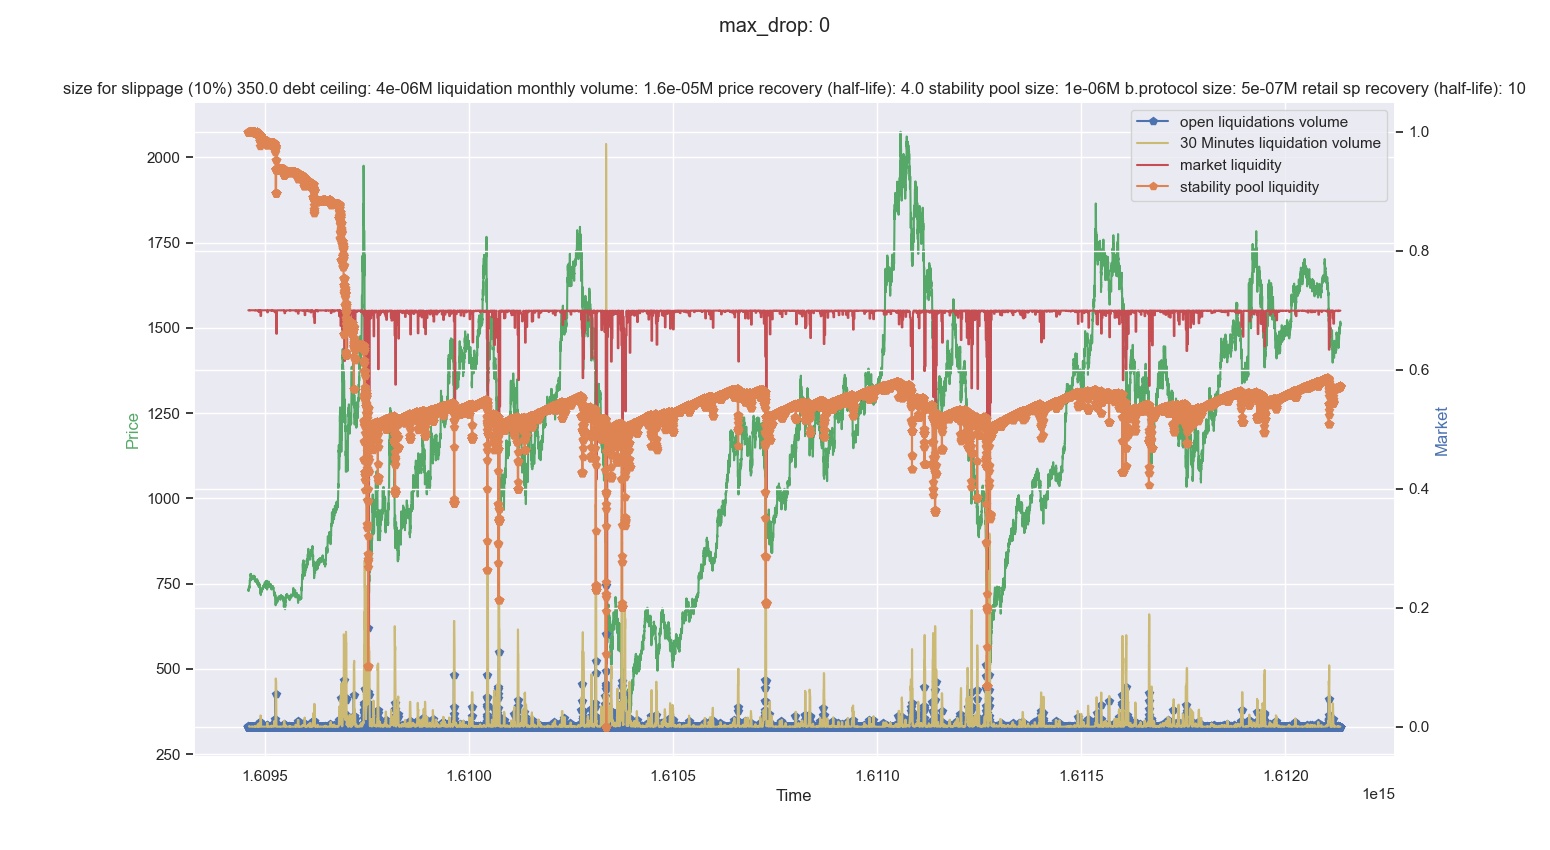 max_drop: 0
size for slippage (10%) 350.0 debt ceiling: 4e-06M liquidation monthly volume: 1.6e-05M price recovery (half-life): 4.0 stability pool size: 1e-06M b.protocol size: 5e-07M retail sp recovery (half-life): 10
open liquidations volume
30 Minutes liquidation volume
market liquidity
stability pool liquidity
2000
1750
1500
1250
1000
750
500
250
Price
1.0
0.8
0.6
0.4
0.2
0.0
Market
1.6095
1.6100
1.6105
1.6110
1.6115
1.6120
Time
1e15